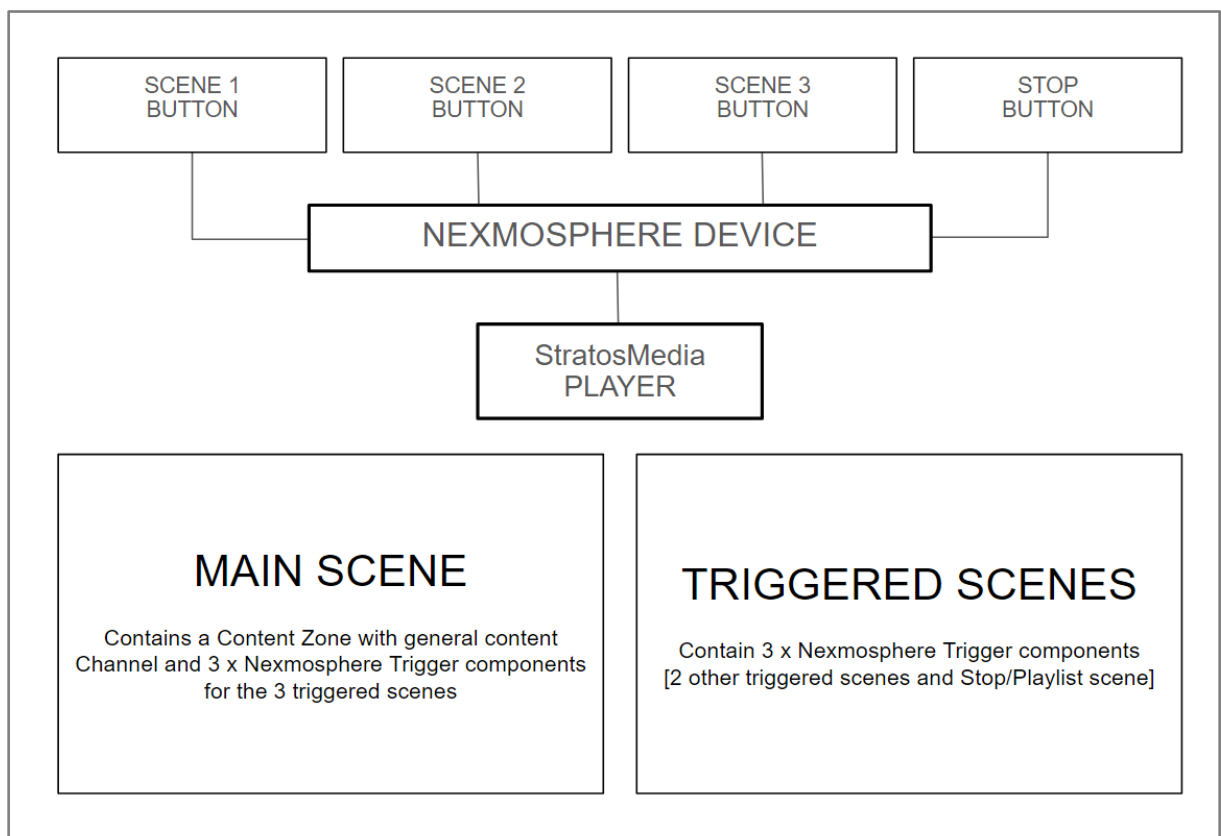 SCENE 1
BUTTON
SCENE 2
BUTTON
SCENE 3
BUTTON
STOP
BUTTON
NEXMOSPHERE DEVICE
StratosMedia
PLAYER
MAIN SCENE
Contains a Content Zone with general content
Channel and 3 x Nexmosphere Trigger components
for the 3 triggered scenes
TRIGGERED SCENES
Contain 3 x Nexmosphere Trigger components
[2 other triggered scenes and Stop/Playlist scene]